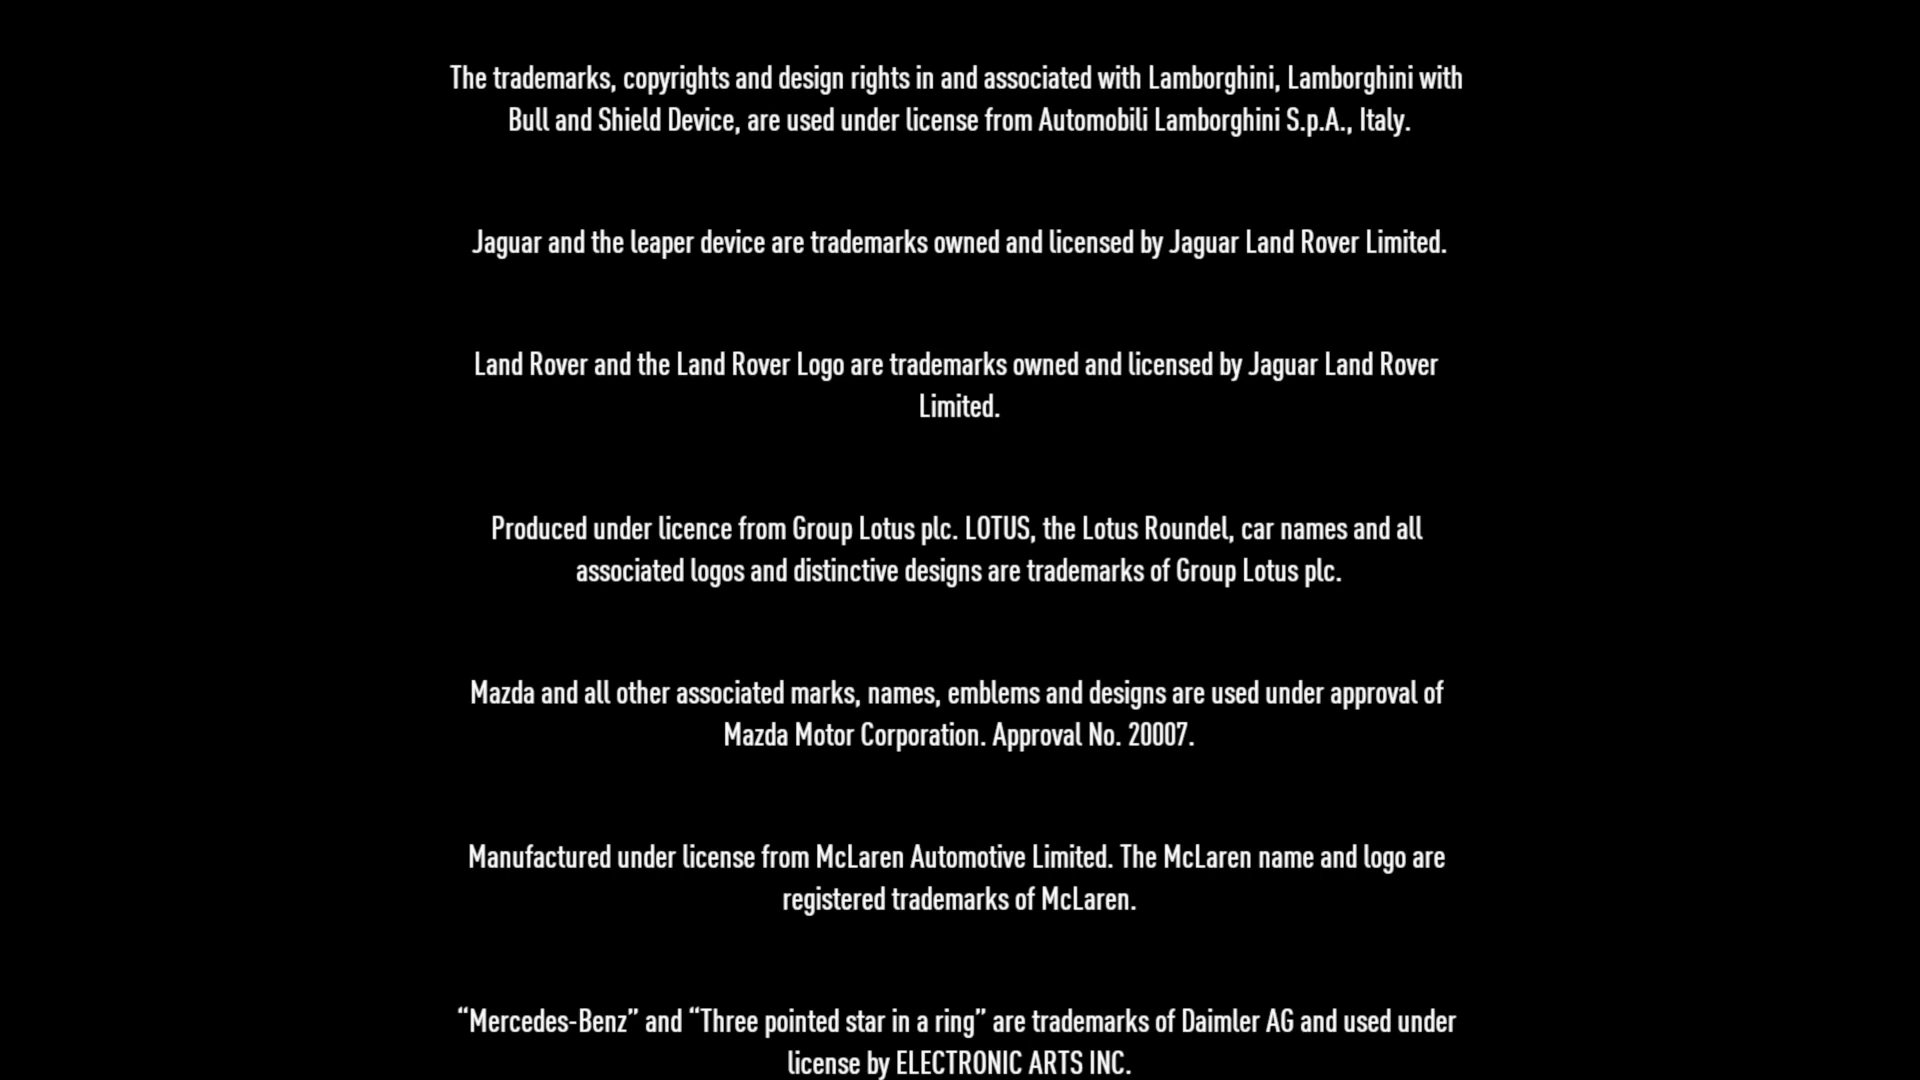 The trademarks, copyrights and design rights in and associated with Lamborghini, Lamborghini with
Bull and Shield Device, are used under license from Automobili Lamborghini S.p.A., Italy.
Jaguar and the leaper device are trademarks owned and licensed by Jaguar Land Rover Limited.
Land Rover and the Land Rover Logo are trademarks owned and licensed by Jaguar Land Rover
Limited.
Produced under licence from Group Lotus plc. LOTUS, the Lotus Roundel, car names and all
associated logos and distinctive designs are trademarks of Group Lotus plc.
Mazda and all other associated marks, names, emblems and designs are used under approval of
Mazda Motor Corporation. Approval No. 20007.
Manufactured under license from McLaren Automotive Limited. The McLaren name and logo are
registered trademarks of McLaren.
“Mercedes-Benz” and “Three pointed star in a ring” are trademarks of Daimler AG and used under
license by ELECTRONIC ARTS INC.